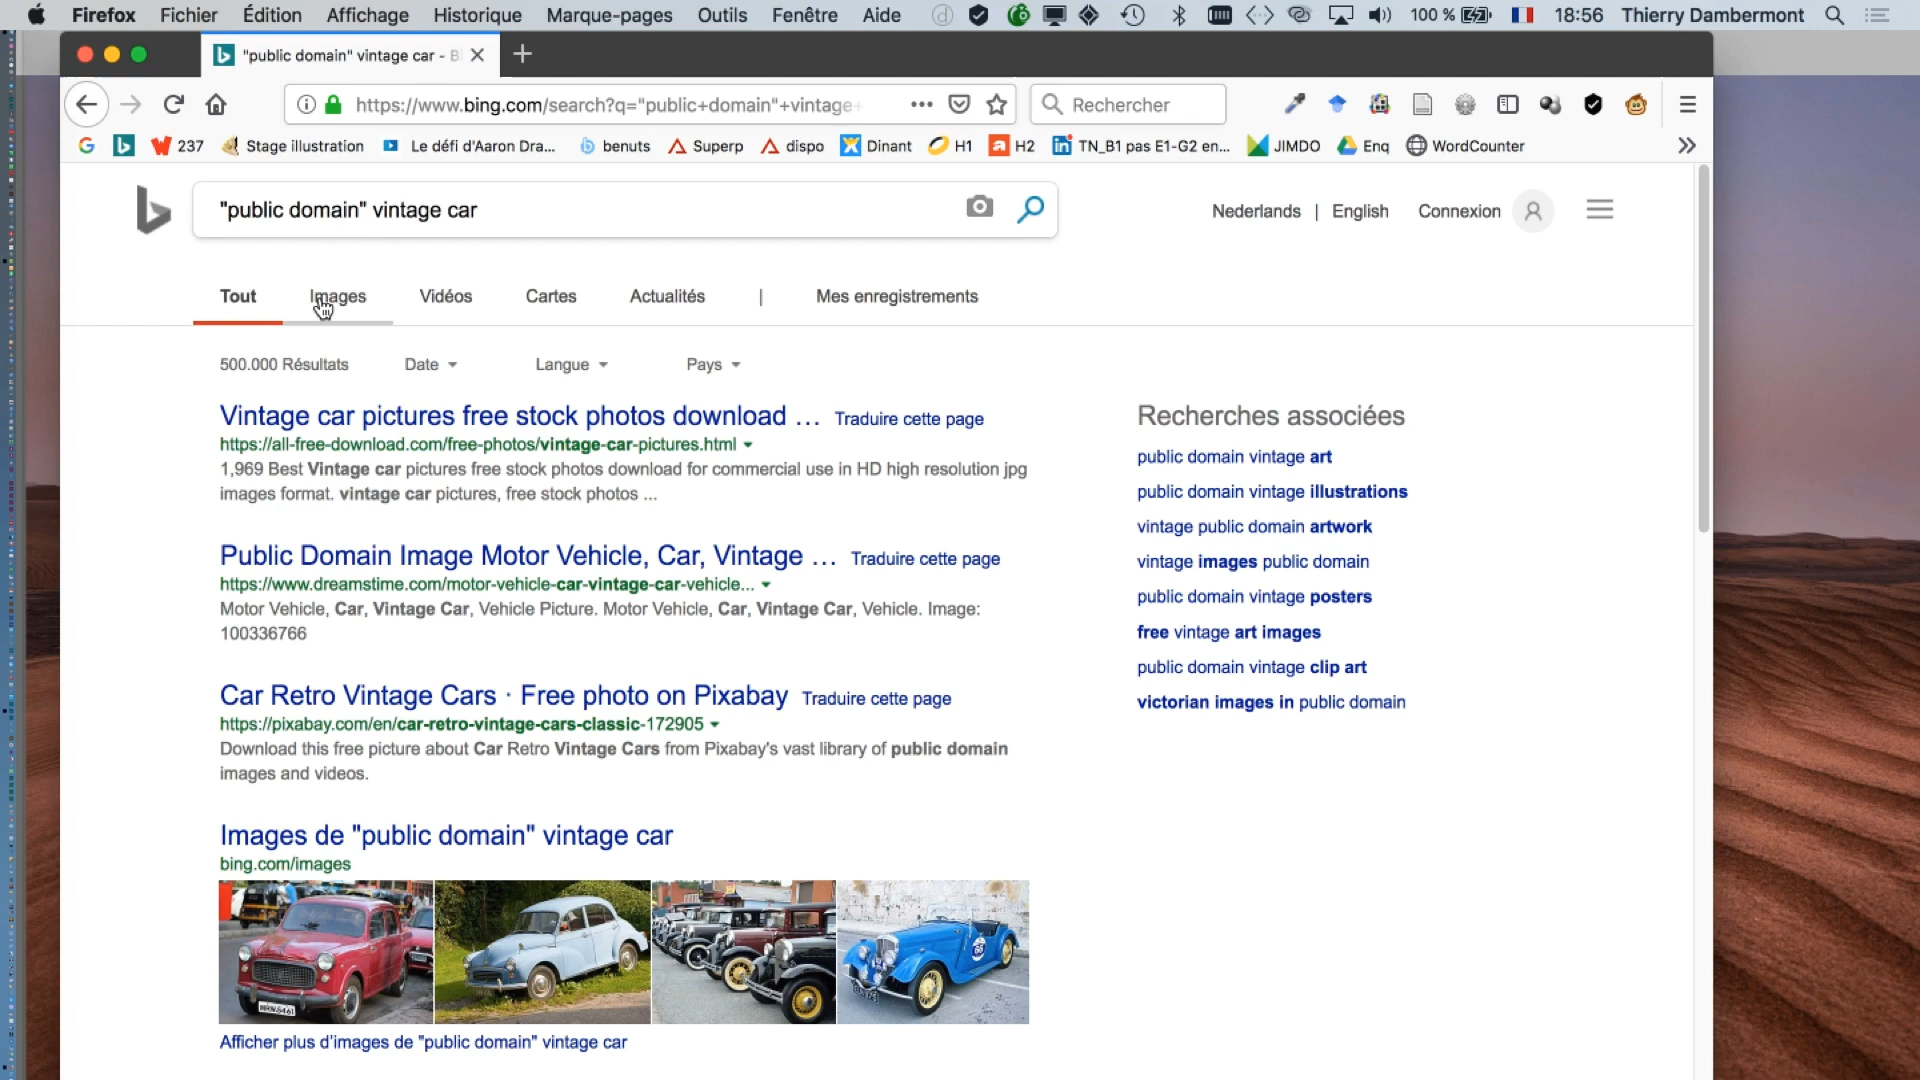 Firefox Fichier Édition Affichage Historique Marque-pages Outils Fenêtre Aide 100 % 18:56 Thierry Dambermont
"public domain" vintage car - B
https://www.bing.com/search?q="public+domain"+vintage+ Rechercher
237 Stage illustration Le défi d'Aaron Dra... benuts Superp dispo Dinant H1 H2 TN_B1 pas E1-G2 en... JIMDO Enq WordCounter
"public domain" vintage car
Nederlands | English Connexion
Tout Images Vidéos Cartes Actualités | Mes enregistrements
500.000 Résultats Date Langue Pays
Vintage car pictures free stock photos download ... Traduire cette page
https://all-free-download.com/free-photos/vintage-car-pictures.html
1,969 Best Vintage car pictures free stock photos download for commercial use in HD high resolution jpg
images format. vintage car pictures, free stock photos ...
Public Domain Image Motor Vehicle, Car, Vintage ... Traduire cette page
https://www.dreamstime.com/motor-vehicle-car-vintage-car-vehicle...
Motor Vehicle, Car, Vintage Car, Vehicle Picture. Motor Vehicle, Car, Vintage Car, Vehicle. Image:
100336766
Car Retro Vintage Cars · Free photo on Pixabay Traduire cette page
https://pixabay.com/en/car-retro-vintage-cars-classic-172905
Download this free picture about Car Retro Vintage Cars from Pixabay's vast library of public domain
images and videos.
Images de "public domain" vintage car
bing.com/images
Afficher plus d'images de "public domain" vintage car
Recherches associées
public domain vintage art
public domain vintage illustrations
vintage public domain artwork
vintage images public domain
public domain vintage posters
free vintage art images
public domain vintage clip art
victorian images in public domain